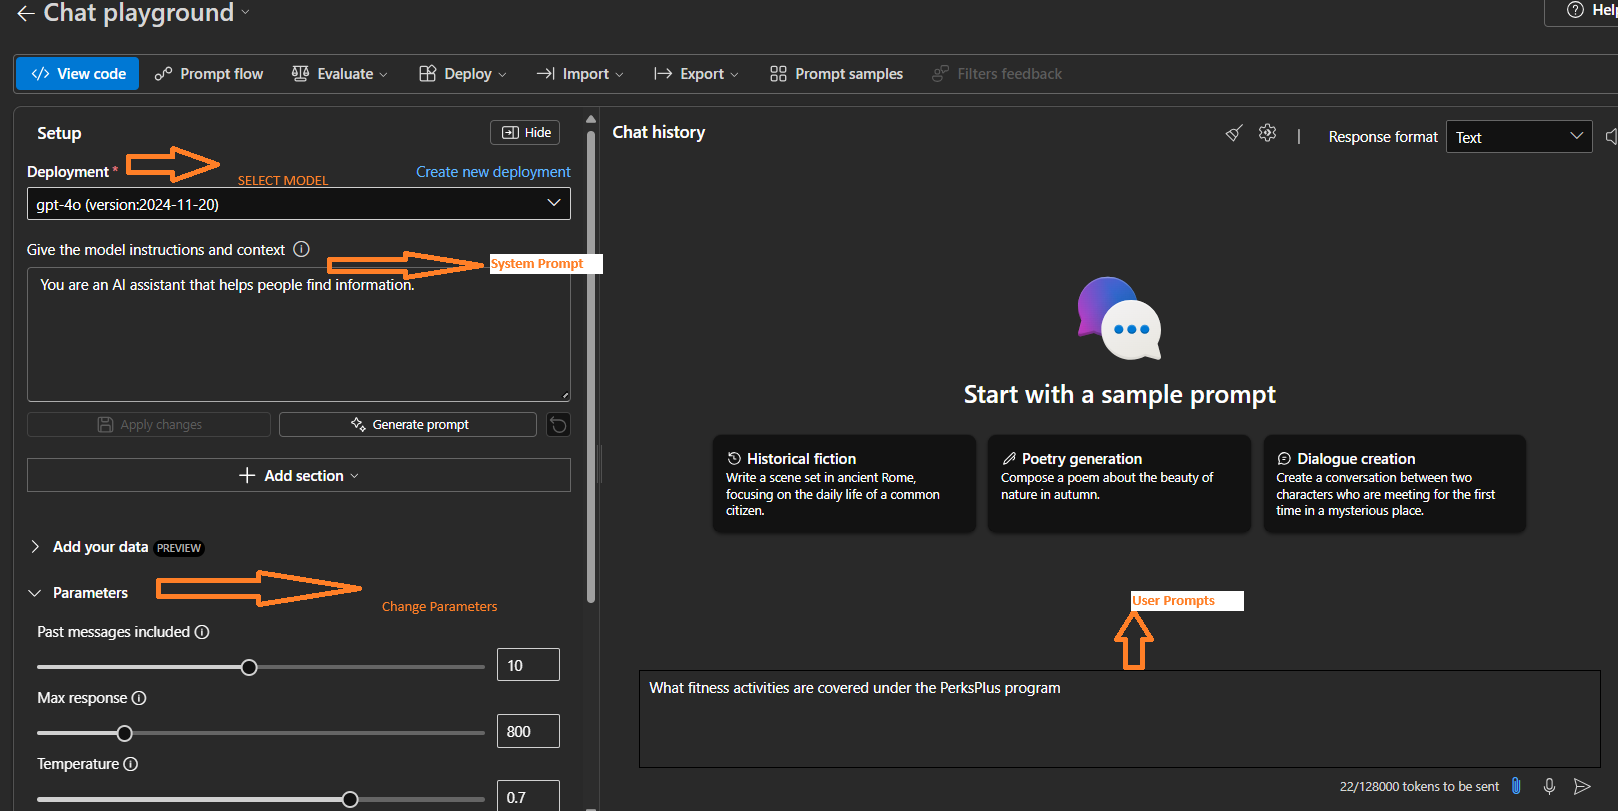 Chat playground
Help
View code
Prompt flow
Evaluate
Deploy
Import
Export
Prompt samples
Filters feedback
Setup
Hide
Deployment *
SELECT MODEL
Create new deployment
gpt-4o (version:2024-11-20)
Give the model instructions and context
System Prompt
You are an AI assistant that helps people find information.
Apply changes
Generate prompt
Add section
Add your data PREVIEW
Parameters
Change Parameters
Past messages included
10
Max response
800
Temperature
0.7
Chat history
Response format
Text
Start with a sample prompt
Historical fiction
Write a scene set in ancient Rome,
focusing on the daily life of a common
citizen.
Poetry generation
Compose a poem about the beauty of
nature in autumn.
Dialogue creation
Create a conversation between two
characters who are meeting for the first
time in a mysterious place.
User Prompts
What fitness activities are covered under the PerksPlus program
22/128000 tokens to be sent